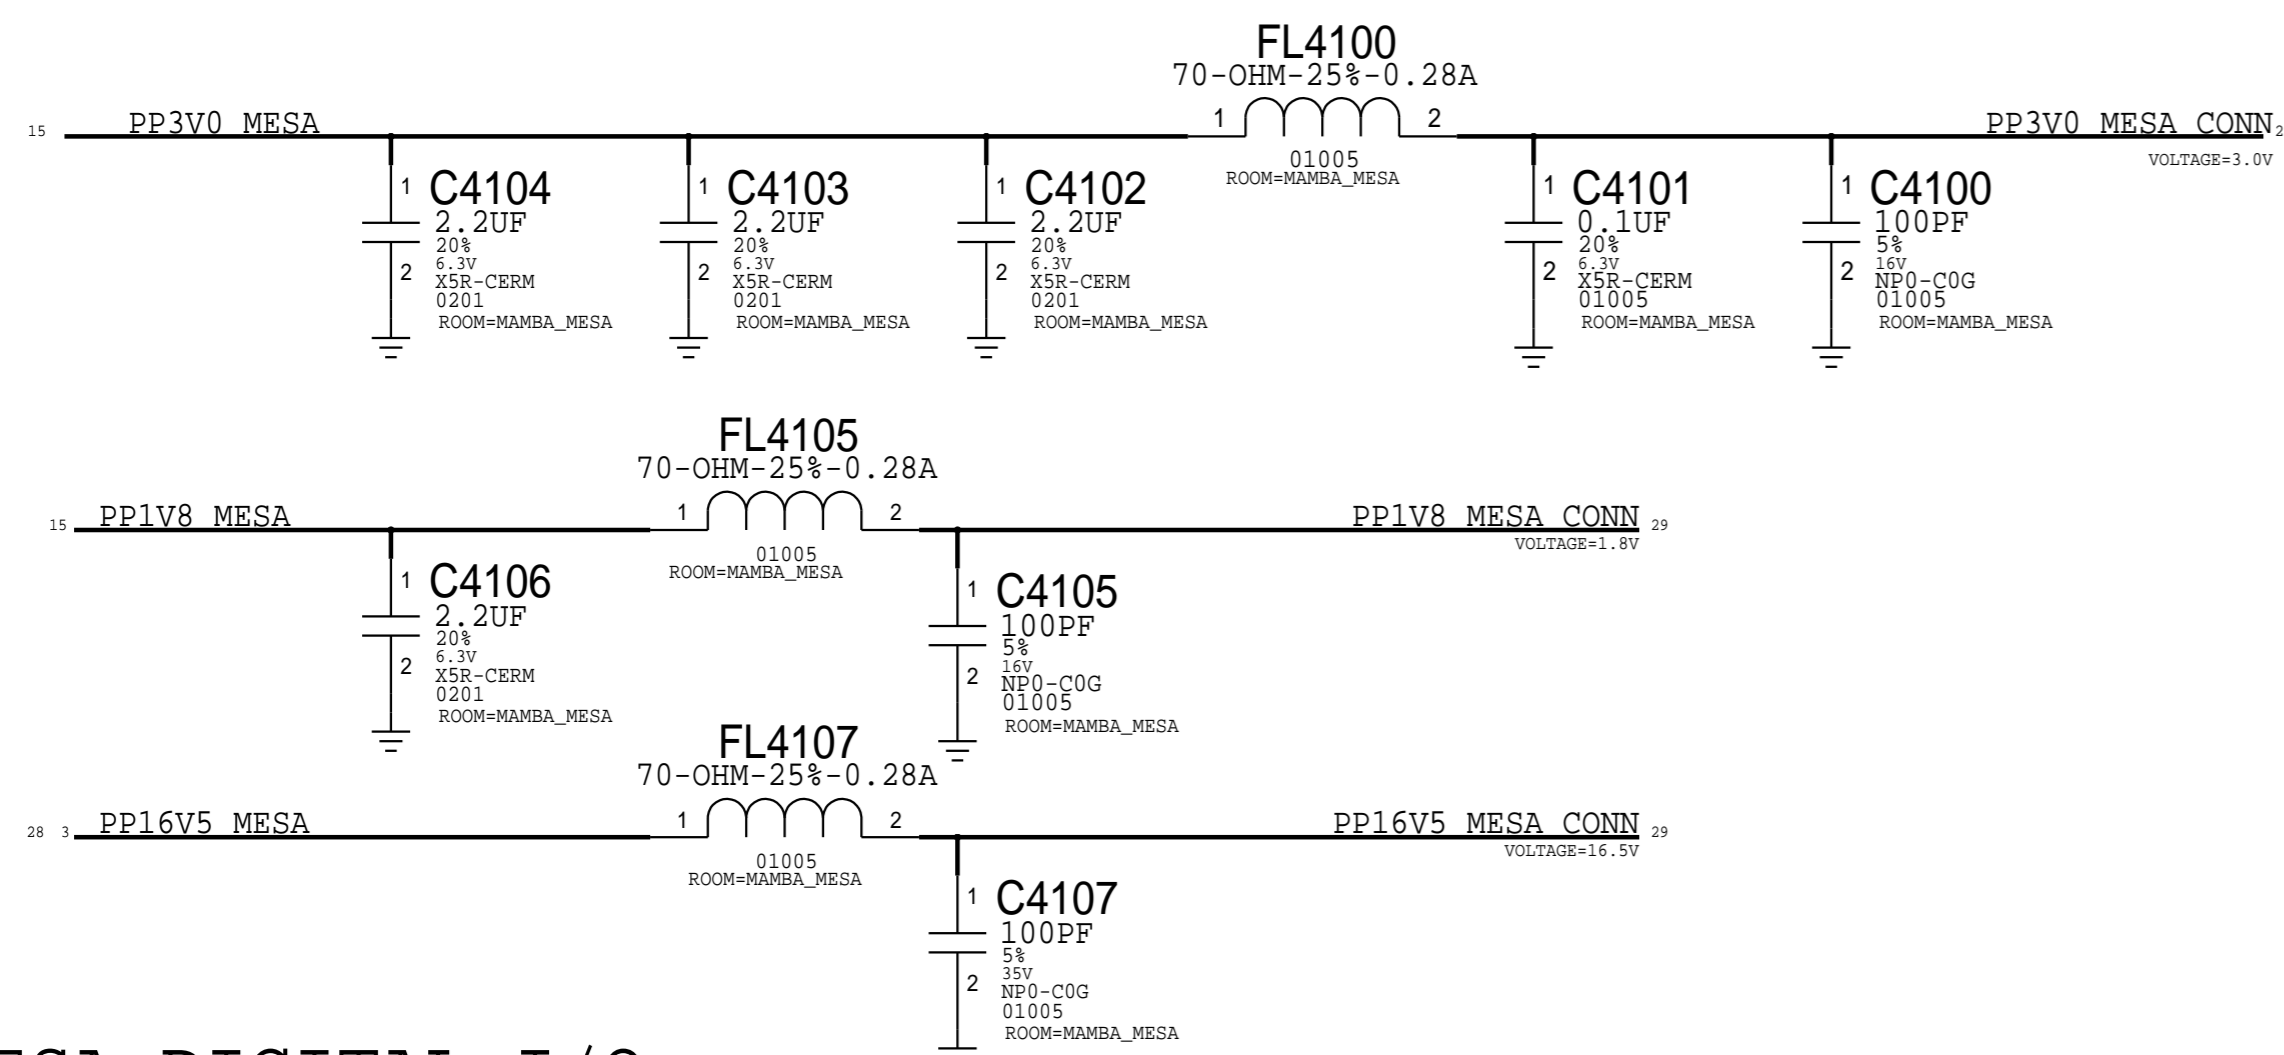 FL4100
70-OHM-25%-0.28A
15 PP3V0 MESA 1 2 PP3V0 MESA CONN 2
01005
ROOM=MAMBA_MESA
VOLTAGE=3.0V
1 C4104
2.2UF
20%
6.3V
2 X5R-CERM
0201
ROOM=MAMBA_MESA
1 C4103
2.2UF
20%
6.3V
2 X5R-CERM
0201
ROOM=MAMBA_MESA
1 C4102
2.2UF
20%
6.3V
2 X5R-CERM
0201
ROOM=MAMBA_MESA
1 C4101
0.1UF
20%
6.3V
2 X5R-CERM
01005
ROOM=MAMBA_MESA
1 C4100
100PF
5%
16V
2 NP0-C0G
01005
ROOM=MAMBA_MESA
FL4105
70-OHM-25%-0.28A
15 PP1V8 MESA 1 2 PP1V8 MESA CONN 29
01005
ROOM=MAMBA_MESA
VOLTAGE=1.8V
1 C4106
2.2UF
20%
6.3V
2 X5R-CERM
0201
ROOM=MAMBA_MESA
1 C4105
100PF
5%
16V
2 NP0-C0G
01005
ROOM=MAMBA_MESA
FL4107
70-OHM-25%-0.28A
28 3 PP16V5 MESA 1 2 PP16V5 MESA CONN 29
01005
ROOM=MAMBA_MESA
VOLTAGE=16.5V
1 C4107
100PF
5%
35V
2 NP0-C0G
01005
ROOM=MAMBA_MESA